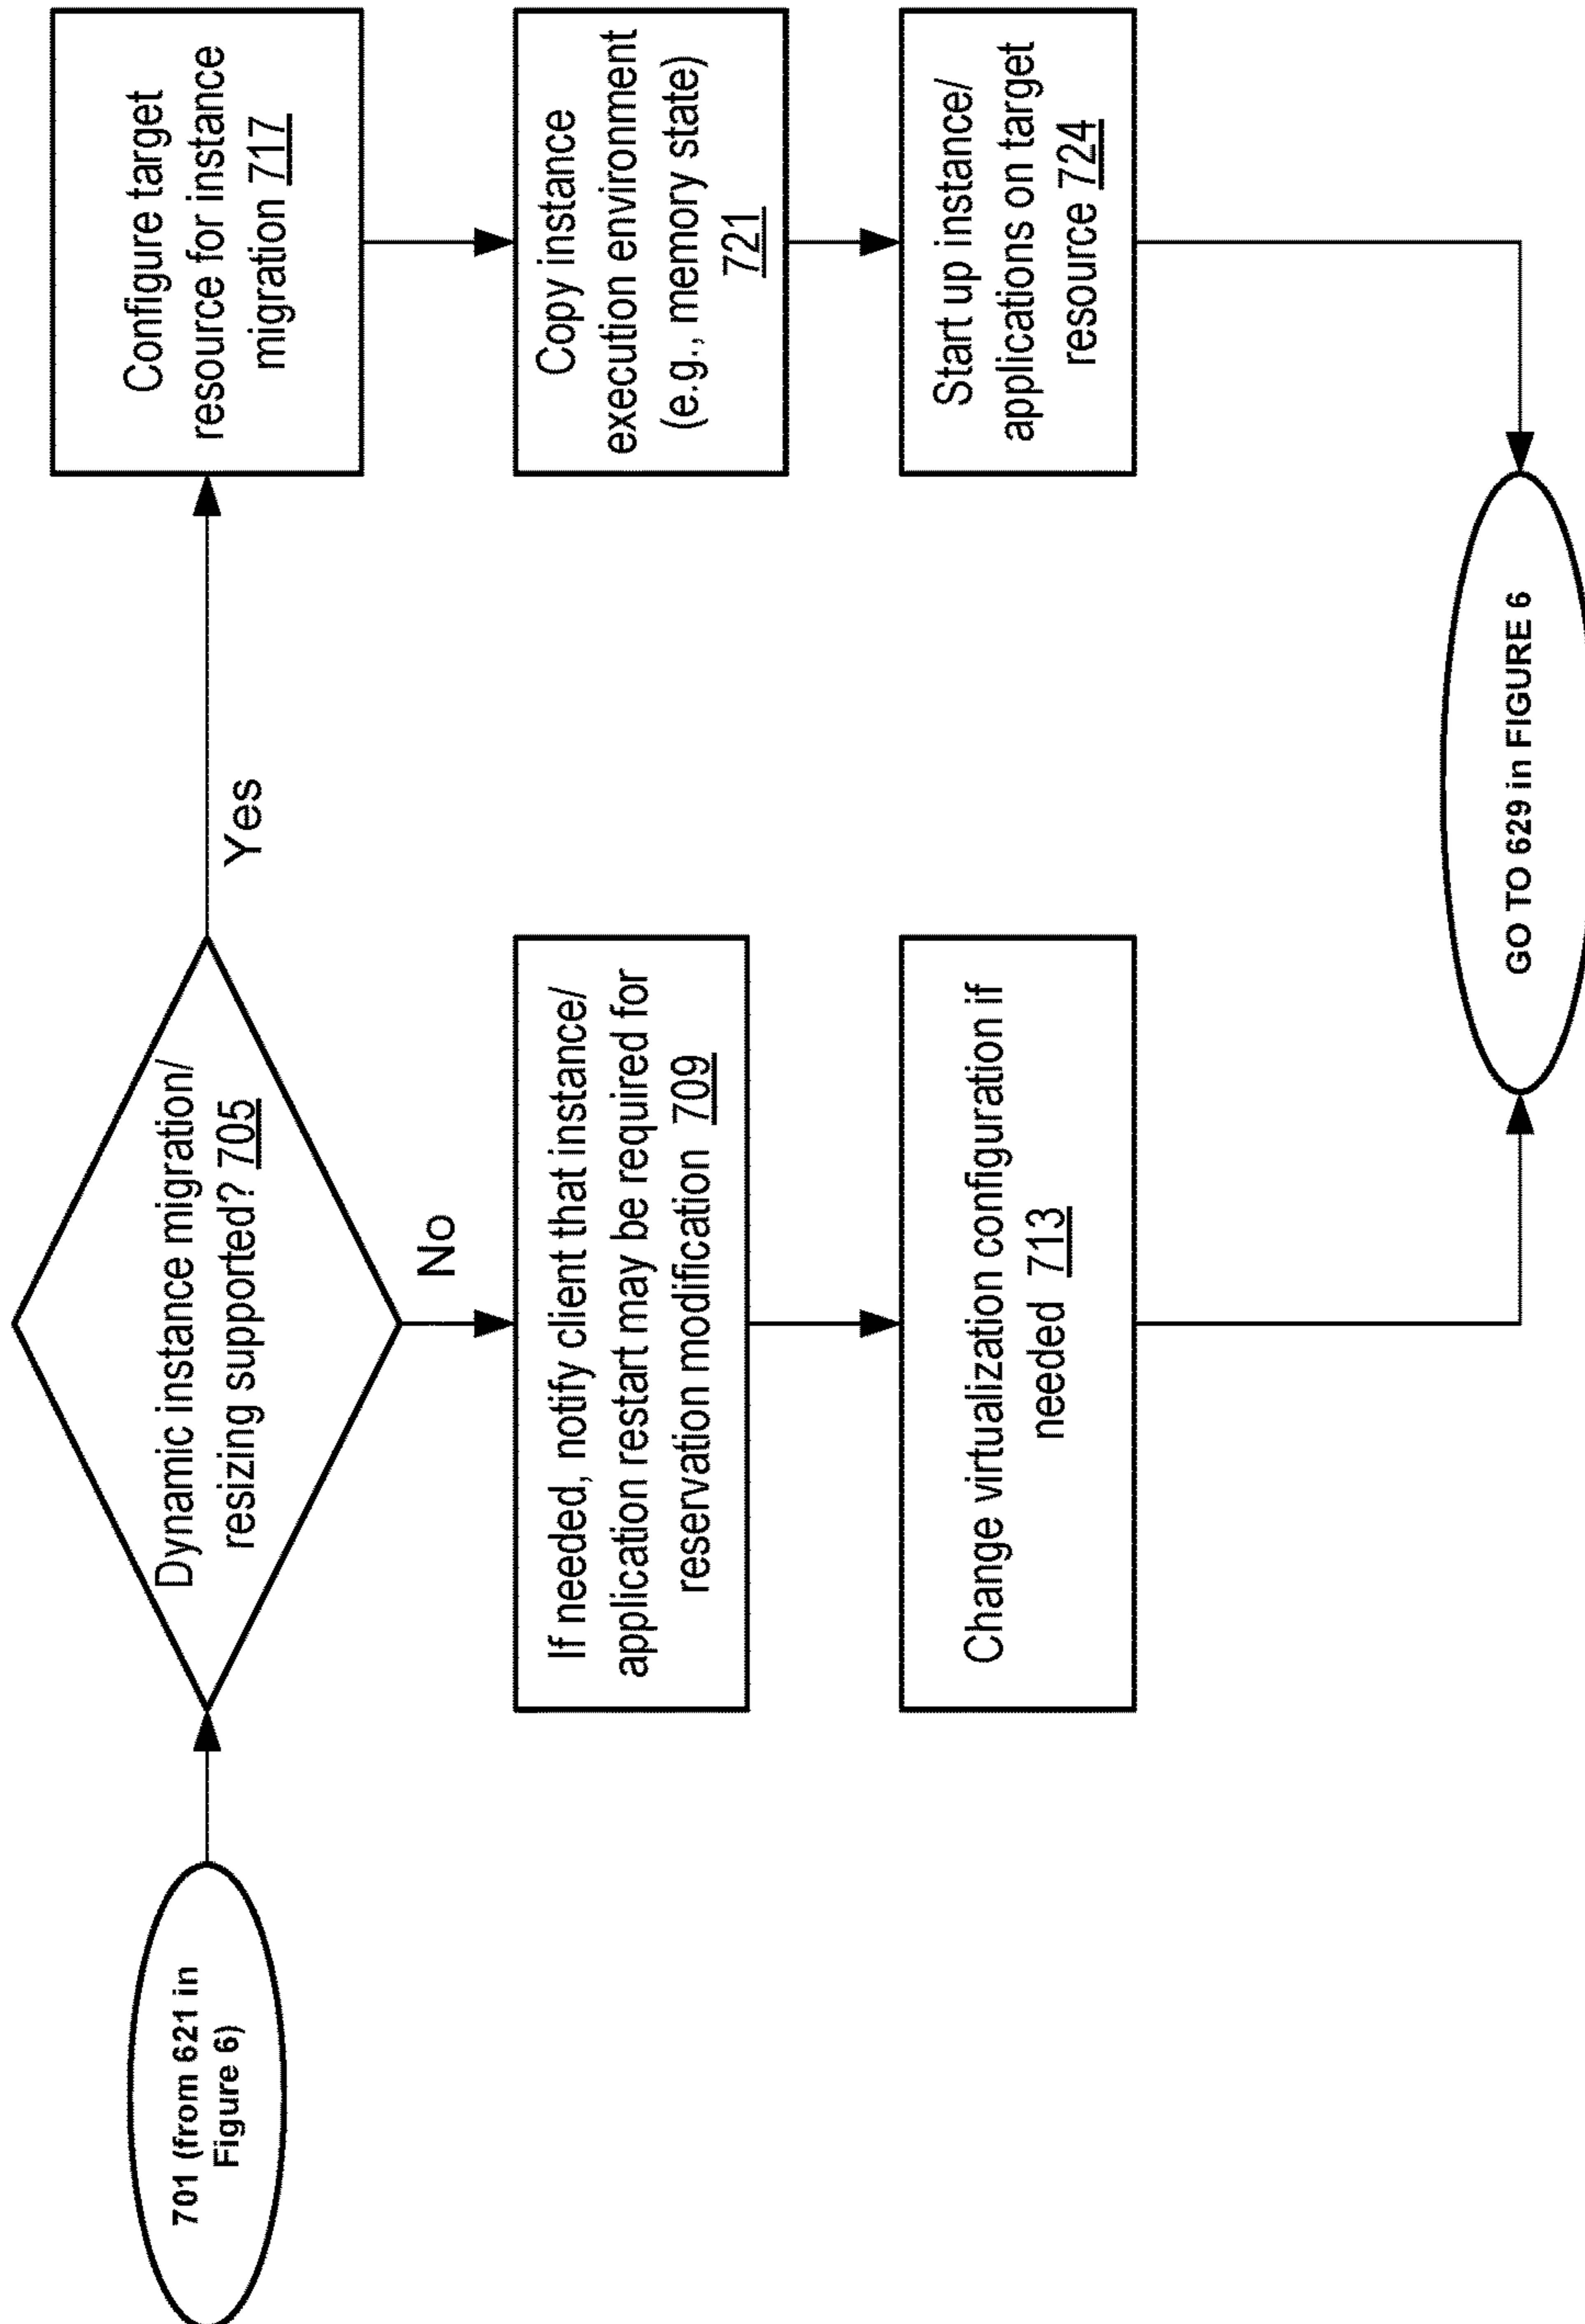 701 (from 621 in
Figure 6)
Dynamic instance migration/
resizing supported? 705
Yes
No
Configure target
resource for instance
migration 717
If needed, notify client that instance/
application restart may be required for
reservation modification 709
Copy instance
execution environment
(e.g., memory state)
721
Change virtualization configuration if
needed 713
Start up instance/
applications on target
resource 724
GO TO 629 in FIGURE 6